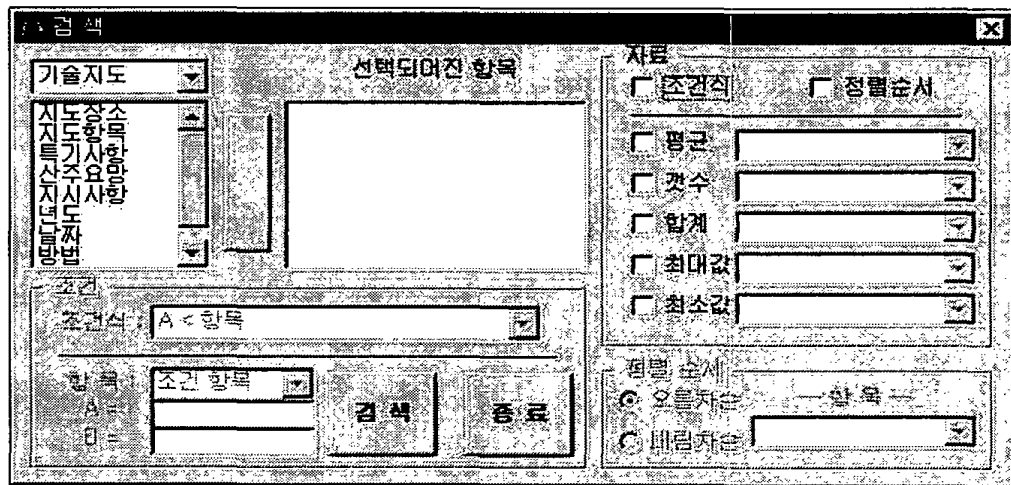 검 색
기술지도
지도장소
지도항목
특기사항
산주요망
지시사항
년도
날짜
방법
선택되어진 항목
조건
조건식 : A < 항목
항 목 : 조건 항목
A =
B =
검 색
종 료
자료
조건식
정렬순서
평균
갯수
합계
최대값
최소값
정렬 순서
오름차순
내림차순
--- 항 목 ---